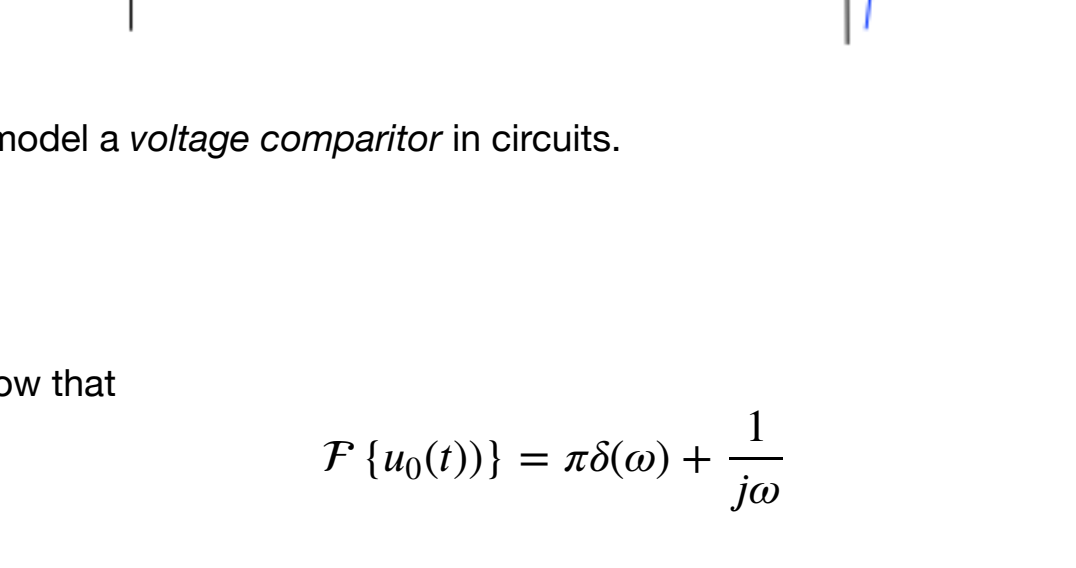 model a voltage comparitor in circuits.
ow that
ℱ {u₀(t))} = πδ(ω) + 1/jω